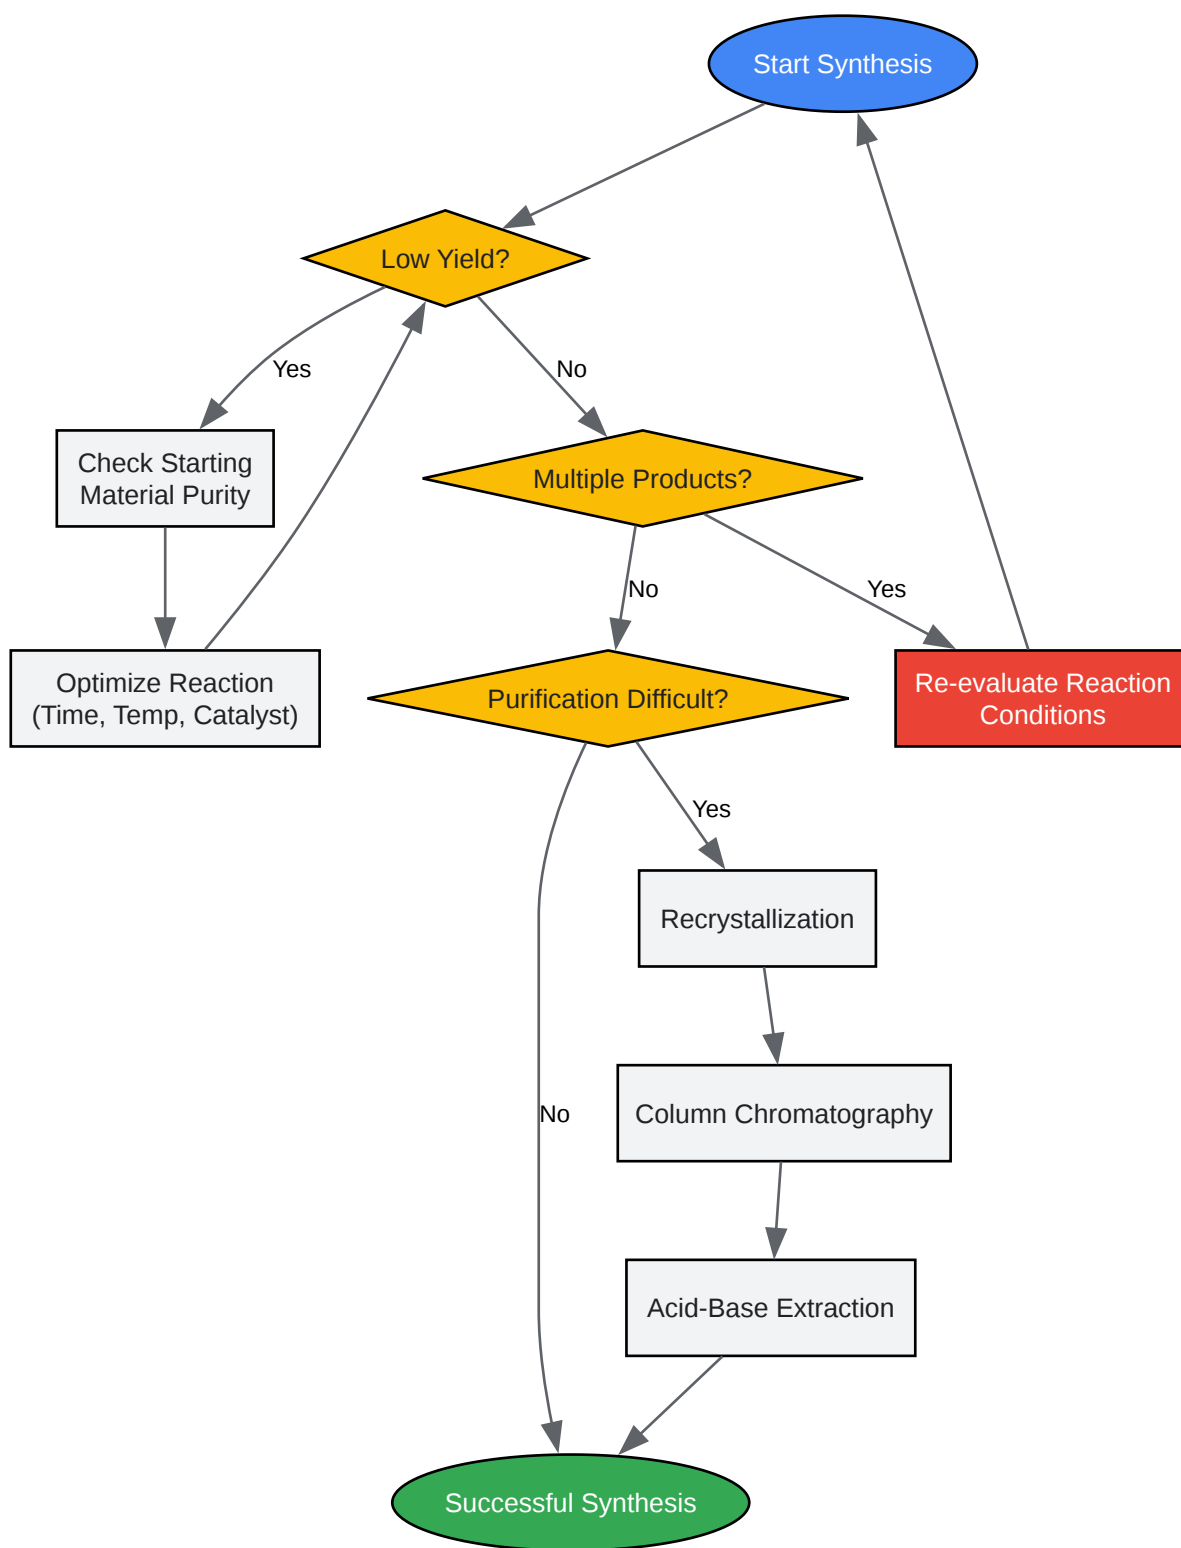 Start Synthesis
Low Yield?
Yes
No
Check Starting
Material Purity
Multiple Products?
No
Yes
Optimize Reaction
(Time, Temp, Catalyst)
Purification Difficult?
Re-evaluate Reaction
Conditions
Yes
Recrystallization
No
Column Chromatography
Acid-Base Extraction
Successful Synthesis